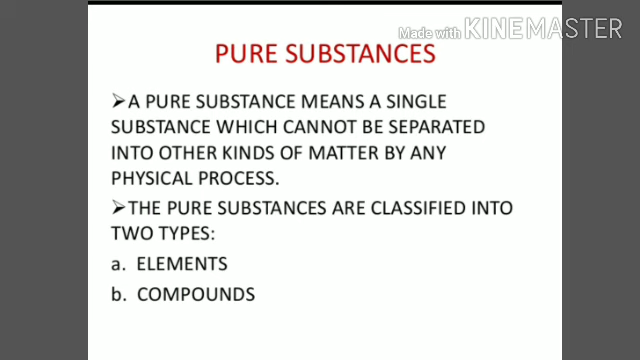 Made with KINEMASTER
PURE SUBSTANCES
➢A PURE SUBSTANCE MEANS A SINGLE
SUBSTANCE WHICH CANNOT BE SEPARATED
INTO OTHER KINDS OF MATTER BY ANY
PHYSICAL PROCESS.
➢THE PURE SUBSTANCES ARE CLASSIFIED INTO
TWO TYPES:
a. ELEMENTS
b. COMPOUNDS